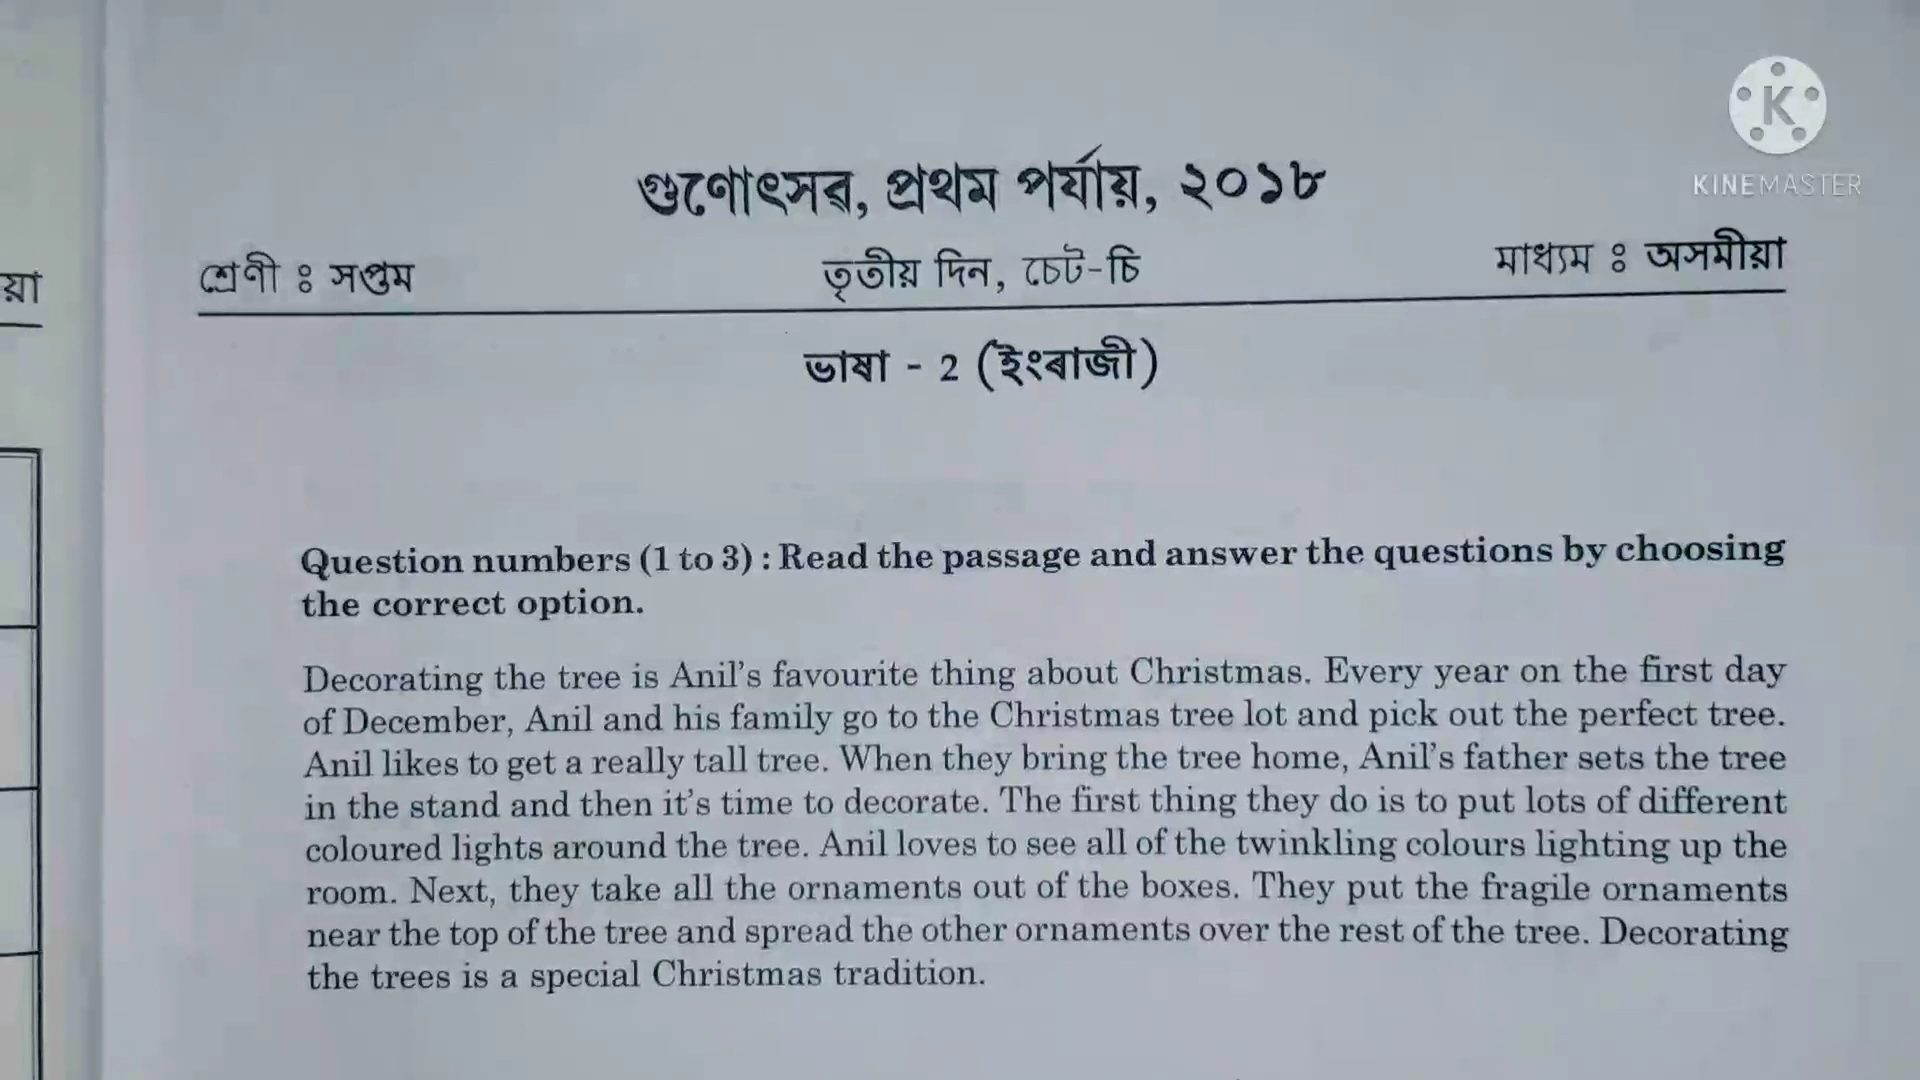 গুণোৎসৱ, প্ৰথম পৰ্যায়, ২০১৮
শ্ৰেণী ঃ সপ্তম তৃতীয় দিন, চেট-চি মাধ্যম ঃ অসমীয়া
ভাষা - 2 (ইংৰাজী)
Question numbers (1 to 3) : Read the passage and answer the questions by choosing
the correct option.
Decorating the tree is Anil's favourite thing about Christmas. Every year on the first day
of December, Anil and his family go to the Christmas tree lot and pick out the perfect tree.
Anil likes to get a really tall tree. When they bring the tree home, Anil's father sets the tree
in the stand and then it's time to decorate. The first thing they do is to put lots of different
coloured lights around the tree. Anil loves to see all of the twinkling colours lighting up the
room. Next, they take all the ornaments out of the boxes. They put the fragile ornaments
near the top of the tree and spread the other ornaments over the rest of the tree. Decorating
the trees is a special Christmas tradition.
য়া
K
KINEMASTER